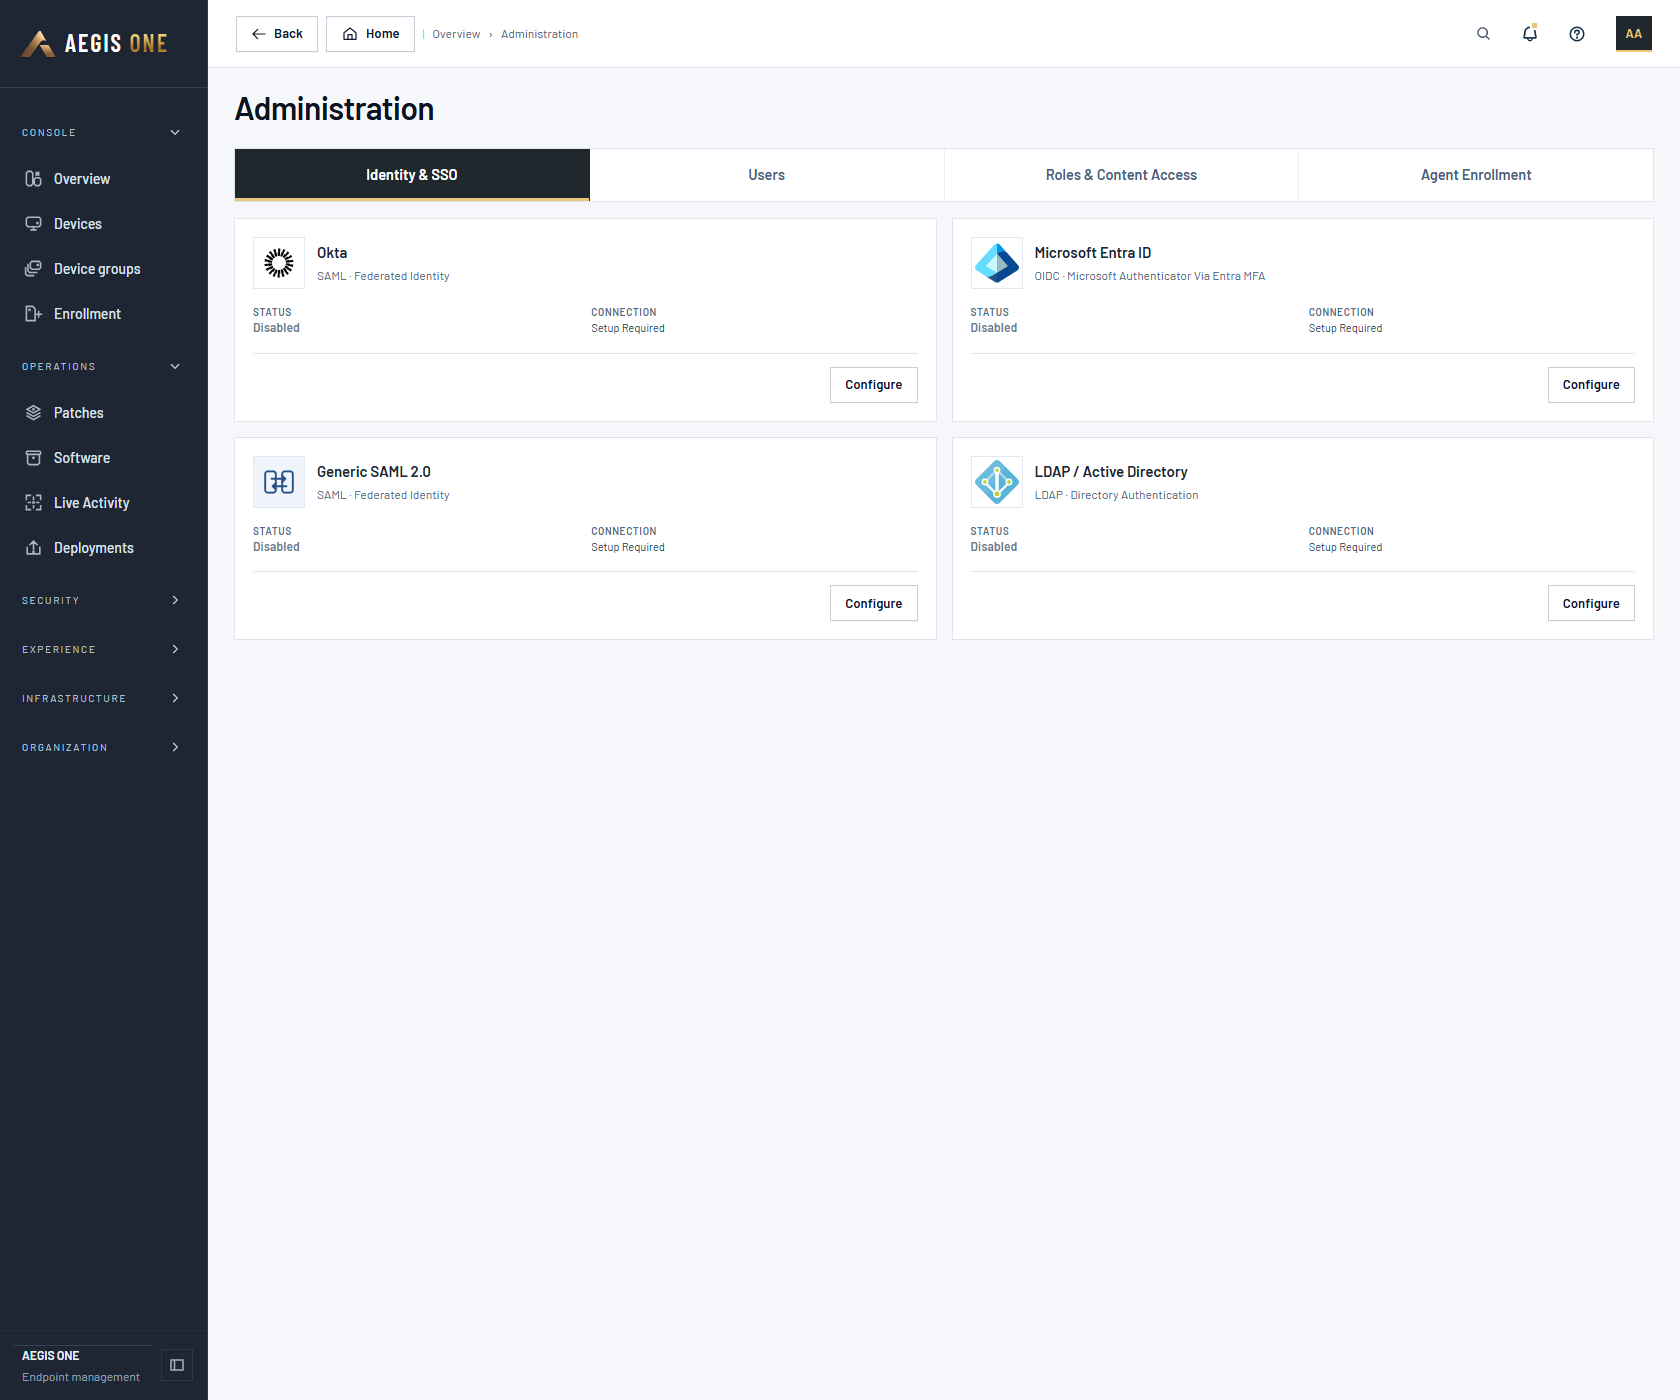 AEGIS ONE
CONSOLE
Overview
Devices
Device groups
Enrollment
OPERATIONS
Patches
Software
Live Activity
Deployments
SECURITY
EXPERIENCE
INFRASTRUCTURE
ORGANIZATION
AEGIS ONE
Endpoint management
Back
Home
Overview › Administration
AA
Administration
Identity & SSO
Users
Roles & Content Access
Agent Enrollment
Okta
SAML · Federated Identity
STATUS
Disabled
CONNECTION
Setup Required
Configure
Microsoft Entra ID
OIDC · Microsoft Authenticator Via Entra MFA
STATUS
Disabled
CONNECTION
Setup Required
Configure
Generic SAML 2.0
SAML · Federated Identity
STATUS
Disabled
CONNECTION
Setup Required
Configure
LDAP / Active Directory
LDAP · Directory Authentication
STATUS
Disabled
CONNECTION
Setup Required
Configure